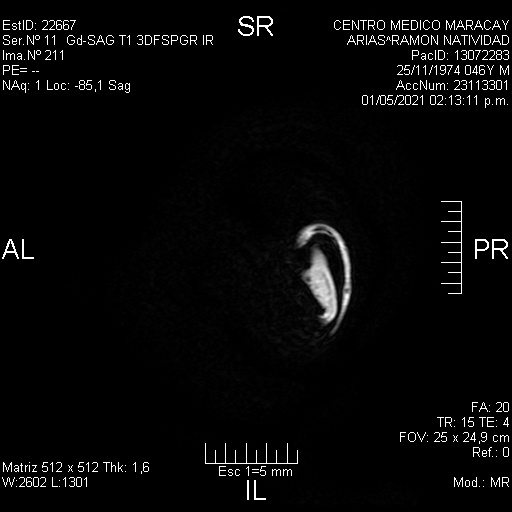 SR
EstID: 22667
Ser.Nº 11 Gd-SAG T1 3DFSPGR IR
Ima.Nº 211
PE= --
NAq: 1 Loc: -85,1 Sag
CENTRO MEDICO MARACAY
ARIAS^RAMON NATIVIDAD
PacID: 13072283
25/11/1974 046Y M
AccNum: 23113301
01/05/2021 02:13:11 p.m.
AL
PR
FA: 20
TR: 15 TE: 4
FOV: 25 x 24,9 cm
Ref.: 0
Mod.: MR
Matriz 512 x 512 Thk: 1,6
W:2602 L:1301
Esc 1=5 mm
IL